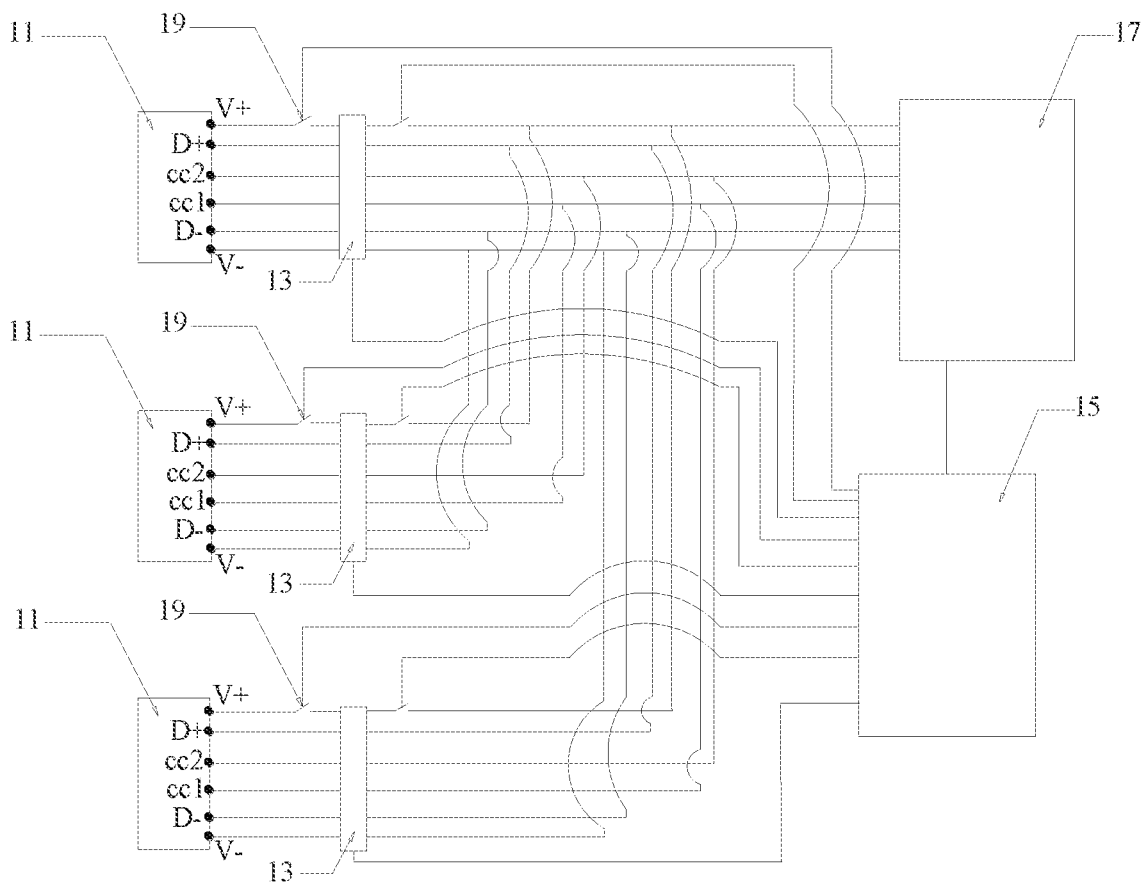 11
19
17
V+
D+
cc2
cc1
D-
V-
13
11
19
15
V+
D+
cc2
cc1
D-
V-
13
11
19
V+
D+
cc2
cc1
D-
V-
13